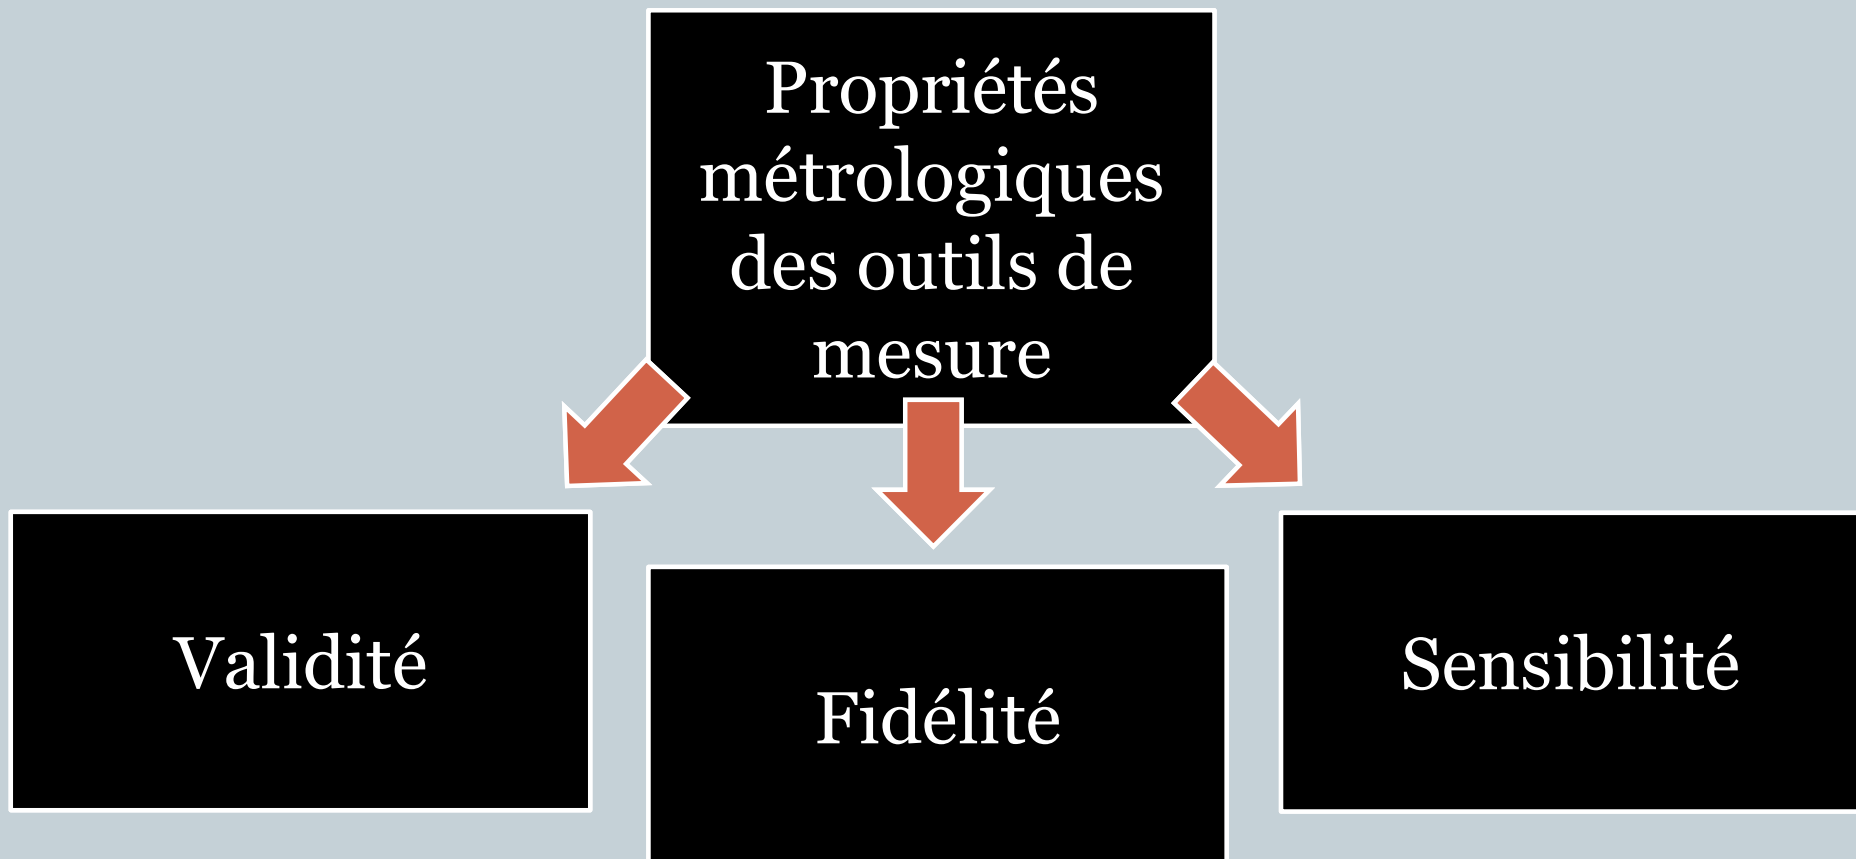 Propriétés
métrologiques
des outils de
mesure
Validité
Fidélité
Sensibilité